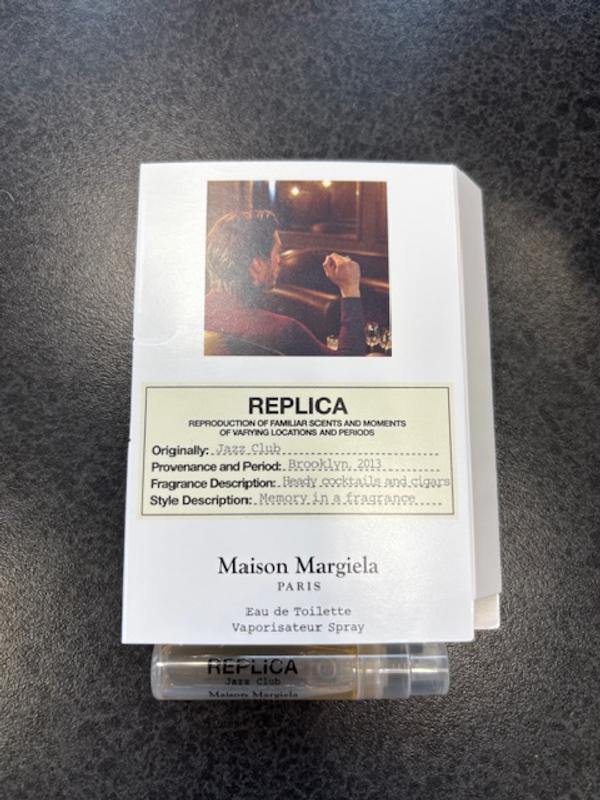 REPLICA
REPRODUCTION OF FAMILIAR SCENTS AND MOMENTS
OF VARYING LOCATIONS AND PERIODS
Originally: Jazz Club
Provenance and Period: Brooklyn, 2013
Fragrance Description: Heady cocktails and cigars
Style Description: Memory in a fragrance
Maison Margiela
PARIS
Eau de Toilette
Vaporisateur Spray
REPLICA
Jazz Club
Maison Margiela